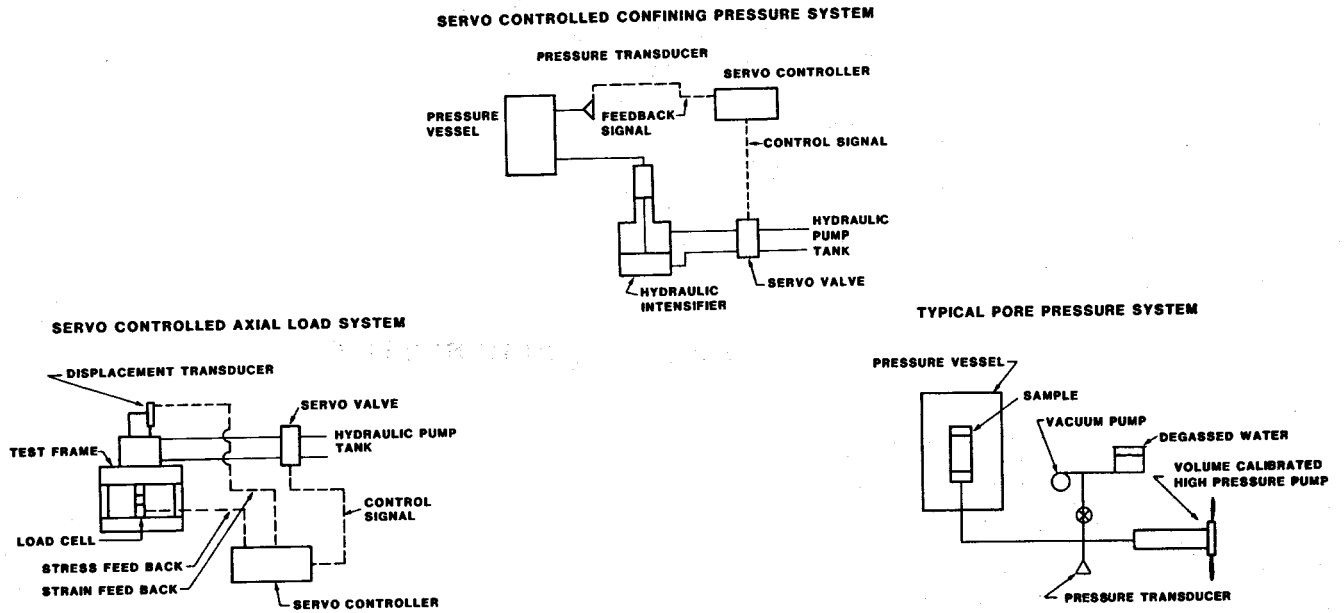 SERVO CONTROLLED CONFINING PRESSURE SYSTEM
PRESSURE TRANSDUCER
SERVO CONTROLLER
PRESSURE
VESSEL
FEEDBACK
SIGNAL
CONTROL SIGNAL
HYDRAULIC
PUMP
TANK
SERVO VALVE
HYDRAULIC
INTENSIFIER
SERVO CONTROLLED AXIAL LOAD SYSTEM
DISPLACEMENT TRANSDUCER
SERVO VALVE
HYDRAULIC PUMP
TANK
TEST FRAME
CONTROL
SIGNAL
LOAD CELL
STRESS FEED BACK
STRAIN FEED BACK
SERVO CONTROLLER
TYPICAL PORE PRESSURE SYSTEM
PRESSURE VESSEL
SAMPLE
VACUUM PUMP
DEGASSED WATER
VOLUME CALIBRATED
HIGH PRESSURE PUMP
PRESSURE TRANSDUCER